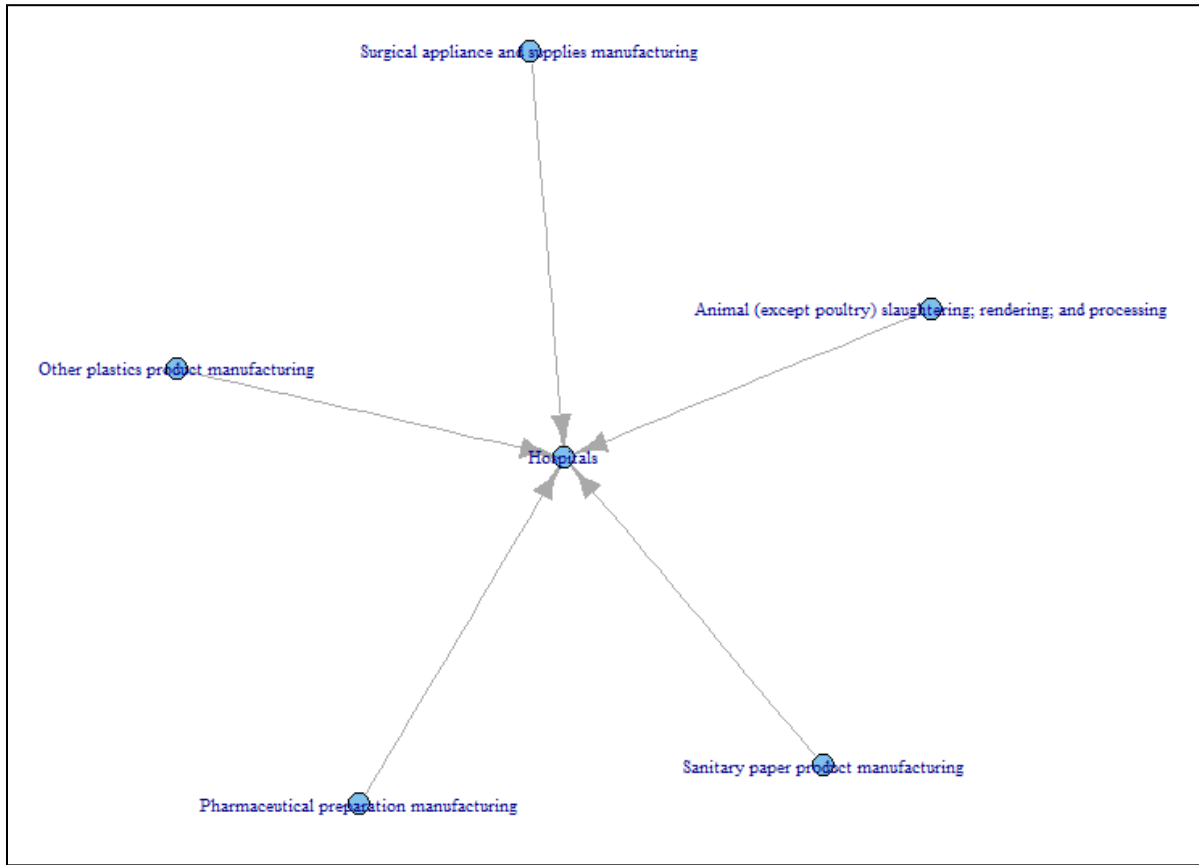 Surgical appliance and supplies manufacturing
Animal (except poultry) slaughtering; rendering; and processing
Other plastics product manufacturing
Hospitals
Sanitary paper product manufacturing
Pharmaceutical preparation manufacturing